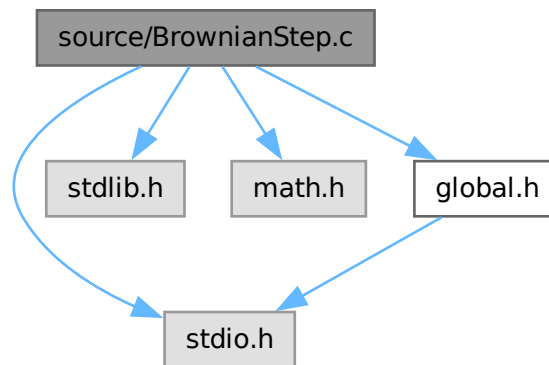 source/BrownianStep.c
stdlib.h
math.h
global.h
stdio.h